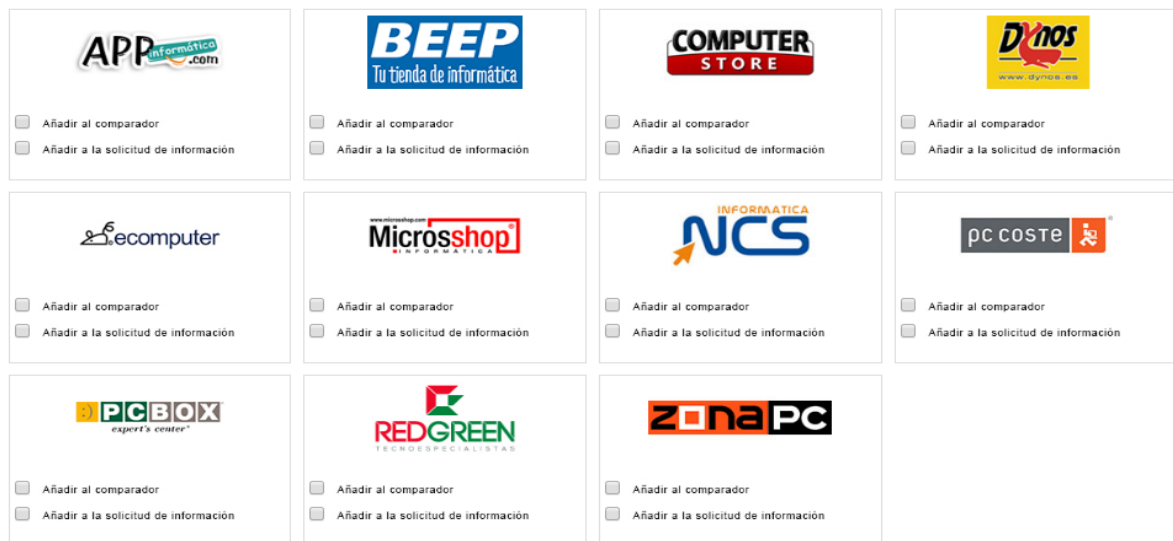 APP informática .com
Añadir al comparador
Añadir a la solicitud de información
BEEP
Tu tienda de informática
Añadir al comparador
Añadir a la solicitud de información
COMPUTER
STORE
Añadir al comparador
Añadir a la solicitud de información
DYnos
www.dynos.es
Añadir al comparador
Añadir a la solicitud de información
ecomputer
Añadir al comparador
Añadir a la solicitud de información
www.microsshop.com
Microsshop®
INFORMATICA
Añadir al comparador
Añadir a la solicitud de información
INFORMATICA
NCS
Añadir al comparador
Añadir a la solicitud de información
pc coste ®
Añadir al comparador
Añadir a la solicitud de información
:) PCBOX
expert's center
Añadir al comparador
Añadir a la solicitud de información
REDGREEN
TECNOESPECIALISTAS
Añadir al comparador
Añadir a la solicitud de información
zona PC
Añadir al comparador
Añadir a la solicitud de información